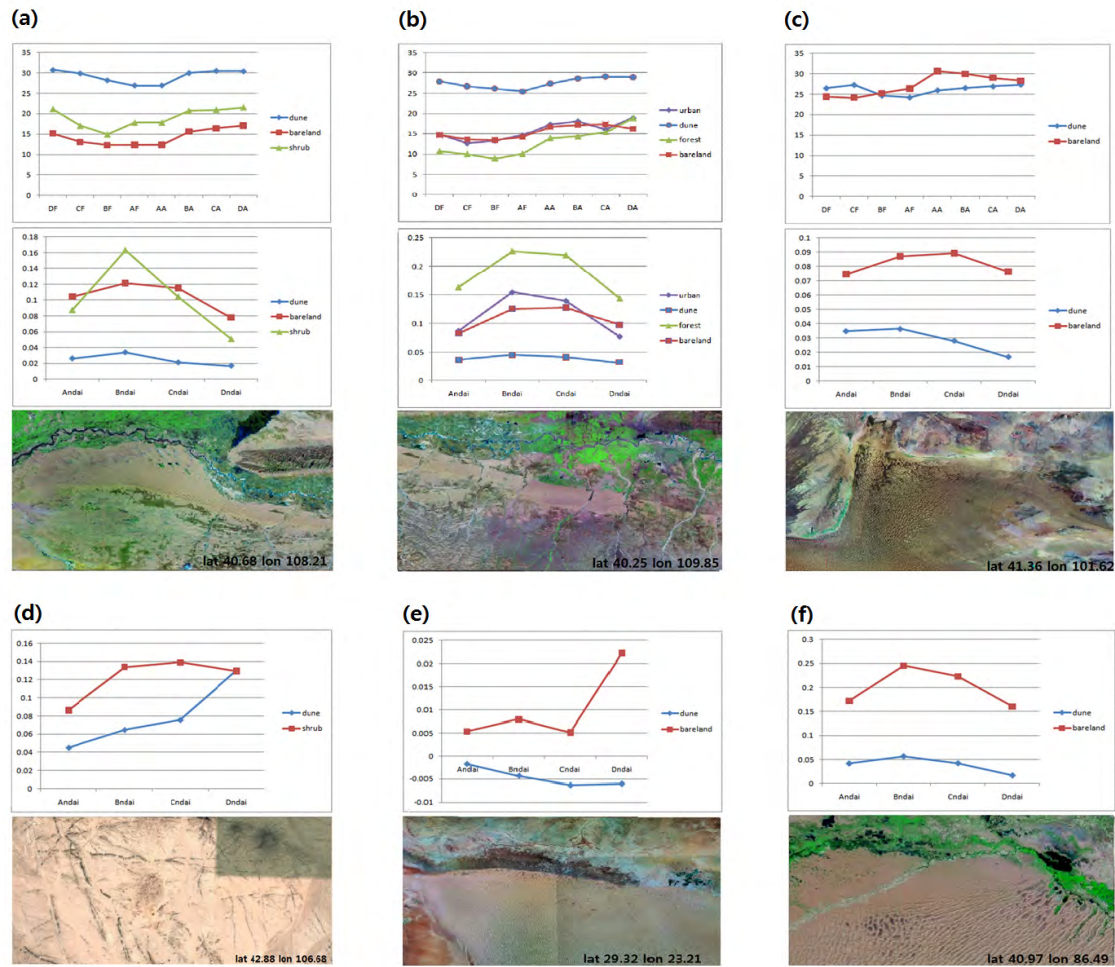 (a)
(b)
(c)
35
30
25
20
15
10
5
0
DF CF BF AF AA BA CA DA
dune
bareland
shrub
35
30
25
20
15
10
5
0
DF CF BF AF AA BA CA DA
urban
dune
forest
bareland
35
30
25
20
15
10
5
0
DF CF BF AF AA BA CA DA
dune
bareland
0.18
0.16
0.14
0.12
0.1
0.08
0.06
0.04
0.02
0
Andai Bndai Cndai Dndai
dune
bareland
shrub
0.25
0.2
0.15
0.1
0.05
0
Andai Bndai Cndai Dndai
urban
dune
forest
bareland
0.1
0.09
0.08
0.07
0.06
0.05
0.04
0.03
0.02
0.01
0
Andai Bndai Cndai Dndai
dune
bareland
lat 40.68 lon 108.21
lat 40.25 lon 109.85
lat 41.36 lon 101.62
(d)
(e)
(f)
0.16
0.14
0.12
0.1
0.08
0.06
0.04
0.02
0
Andai Bndai Cndai Dndai
dune
shrub
0.025
0.02
0.015
0.01
0.005
0
-0.005
-0.01
Andai Bndai Cndai Dndai
dune
bareland
0.3
0.25
0.2
0.15
0.1
0.05
0
Andai Bndai Cndai Dndai
dune
bareland
lat 42.88 lon 106.68
lat 29.32 lon 23.21
lat 40.97 lon 86.49